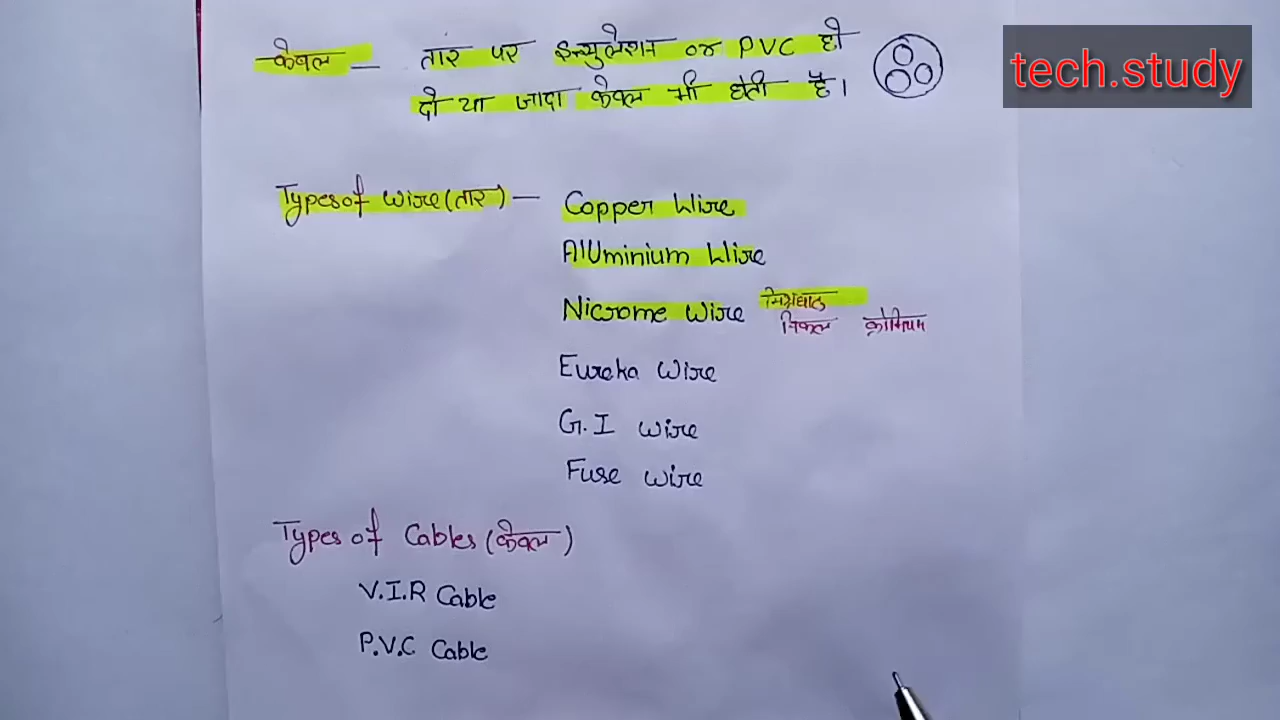 केबल — तार पर इन्सुलेशन or PVC हो
दो या जादा केबल भी होती है।
tech.study
Types of Wire (तार) — Copper Wire
Aluminium Wire
Nicrome Wire मिश्रधातु
निकल क्रोमियम
Eureka Wire
G.I Wire
Fuse Wire
Types of Cables (केबल)
V.I.R Cable
P.V.C Cable